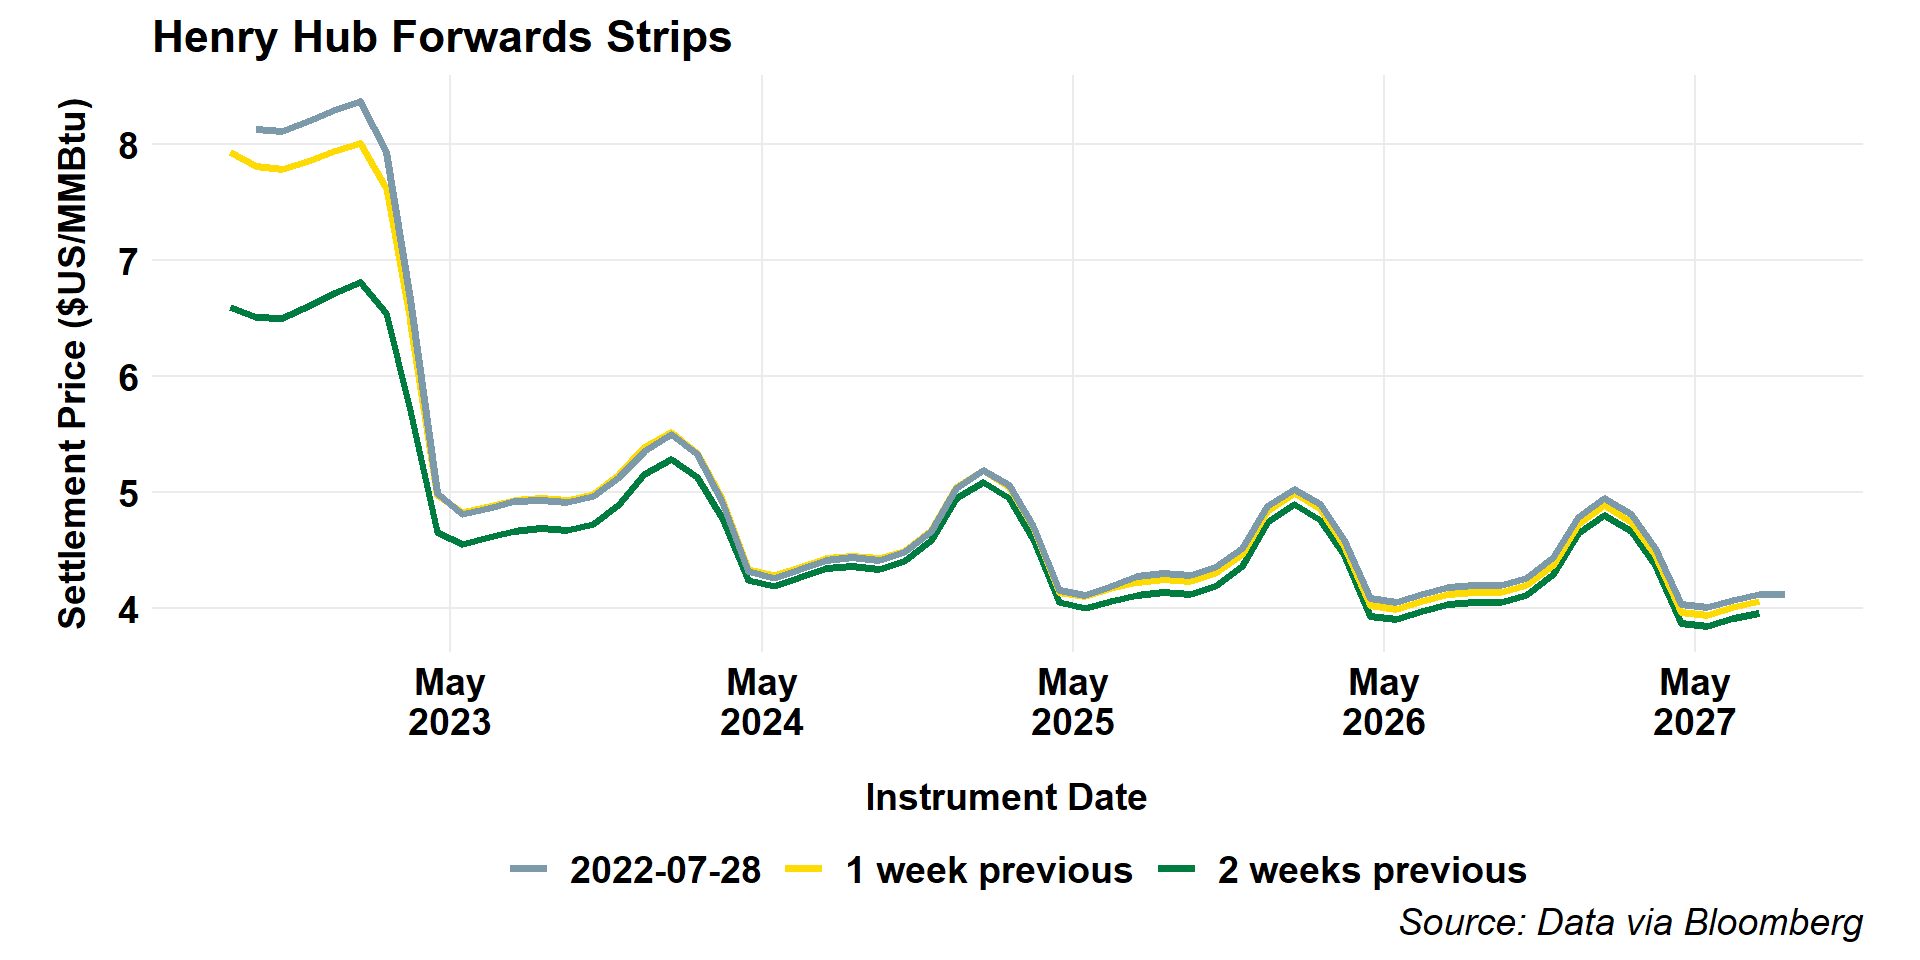 Henry Hub Forwards Strips
Settlement Price ($US/MMBtu)
8
7
6
5
4
May
2023
May
2024
May
2025
May
2026
May
2027
Instrument Date
2022-07-28
1 week previous
2 weeks previous
Source: Data via Bloomberg